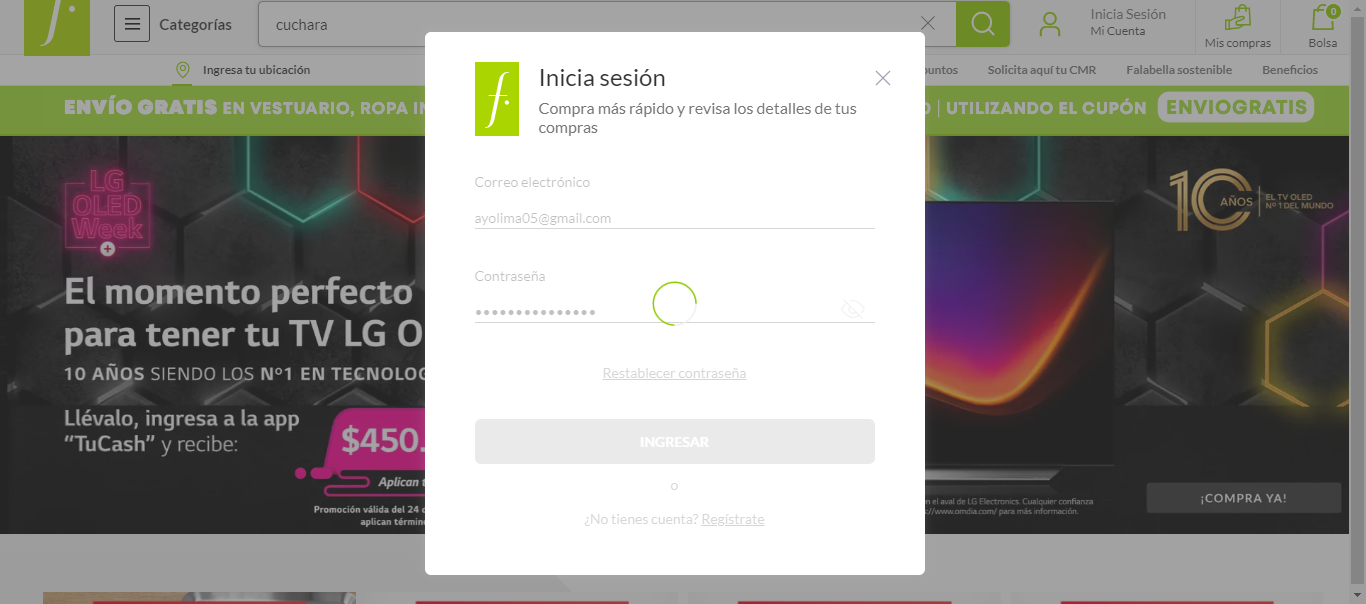 f.
Categorías
cuchara
Inicia Sesión
Mi Cuenta
Mis compras
0
Bolsa
Ingresa tu ubicación
puntos
Solicita aquí tu CMR
Falabella sostenible
Beneficios
ENVÍO GRATIS EN VESTUARIO, ROPA IN
| UTILIZANDO EL CUPÓN ENVIOGRATIS
LG
OLED
Week
+
El momento perfecto
para tener tu TV LG O
10 AÑOS SIENDO LOS Nº1 EN TECNOLOG
Llévalo, ingresa a la app
“TuCash” y recibe:
$450.
Aplican t
Promoción válida del 24 d
aplican térmi
10 AÑOS
EL TV OLED
Nº 1 DEL MUNDO
n el aval de LG Electronics. Cualquier confianza
://www.omdia.com/ para más información.
¡COMPRA YA!
f.
Inicia sesión
Compra más rápido y revisa los detalles de tus
compras
Correo electrónico
ayolima05@gmail.com
Contraseña
•••••••••••••••
Restablecer contraseña
INGRESAR
o
¿No tienes cuenta? Regístrate